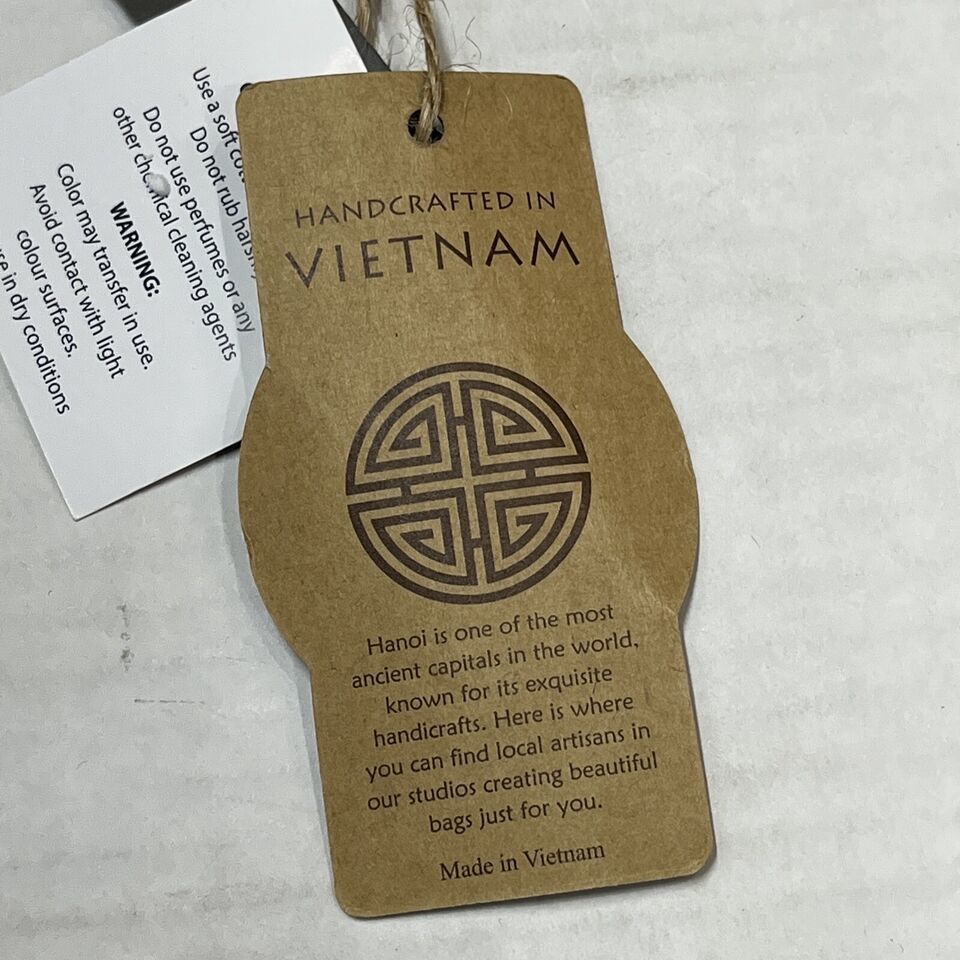 HANDCRAFTED IN
VIETNAM
Hanoi is one of the most
ancient capitals in the world,
known for its exquisite
handicrafts. Here is where
you can find local artisans in
our studios creating beautiful
bags just for you.
Made in Vietnam
Use a soft
Do not rub
Do not use perfumes or any
other chemical cleaning agents
WARNING:
Color may transfer in use.
Avoid contact with light
colour surfaces.
in dry conditions